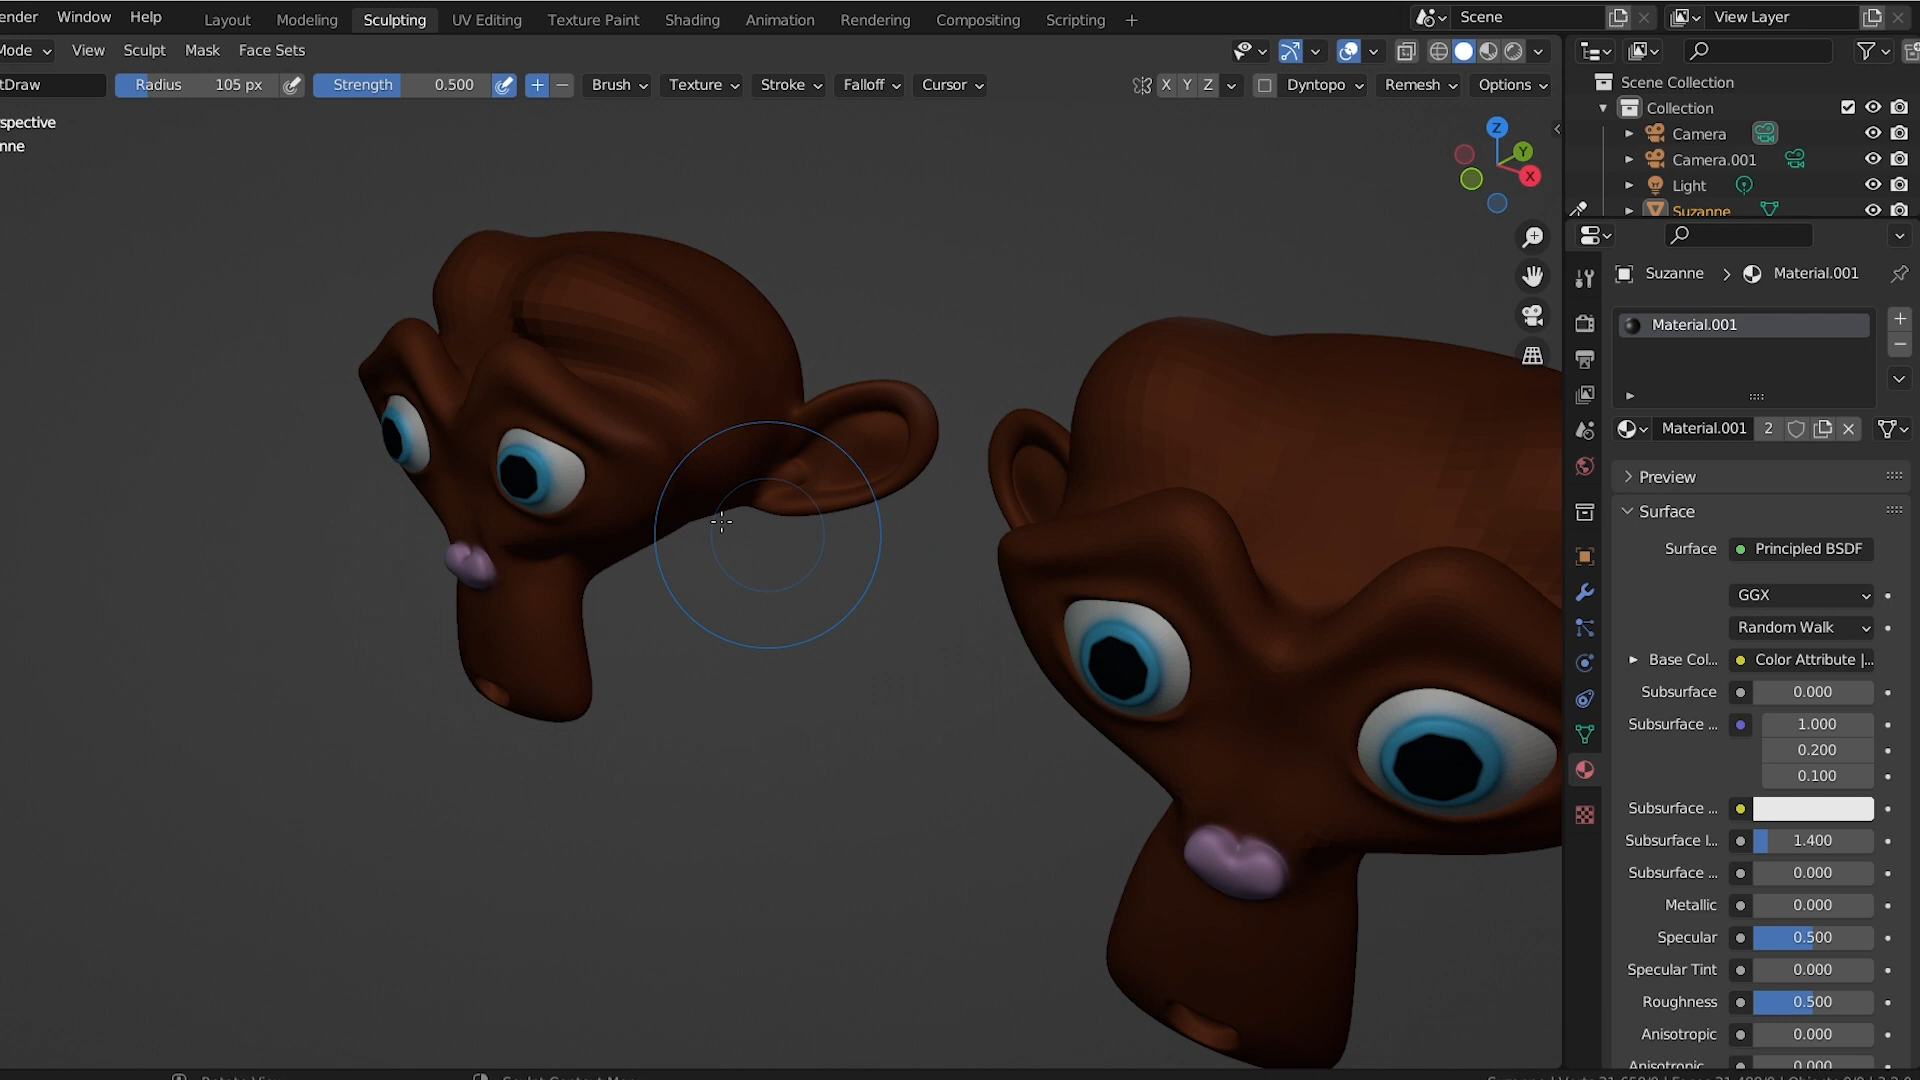 ender Window Help Layout Modeling Sculpting UV Editing Texture Paint Shading Animation Rendering Compositing Scripting + Scene View Layer
Mode View Sculpt Mask Face Sets
tDraw Radius 105 px Strength 0.500 + − Brush Texture Stroke Falloff Cursor X Y Z Dyntopo Remesh Options
spective
nne
Z
Y
X
Scene Collection
Collection
Camera
Camera.001
Light
Suzanne
Suzanne > Material.001
Material.001
Material.001 2
Preview
Surface
Surface Principled BSDF
GGX
Random Walk
Base Col... Color Attribute |...
Subsurface 0.000
Subsurface ... 1.000
0.200
0.100
Subsurface ...
Subsurface I... 1.400
Subsurface ... 0.000
Metallic 0.000
Specular 0.500
Specular Tint 0.000
Roughness 0.500
Anisotropic 0.000
Anisotropic 0.000